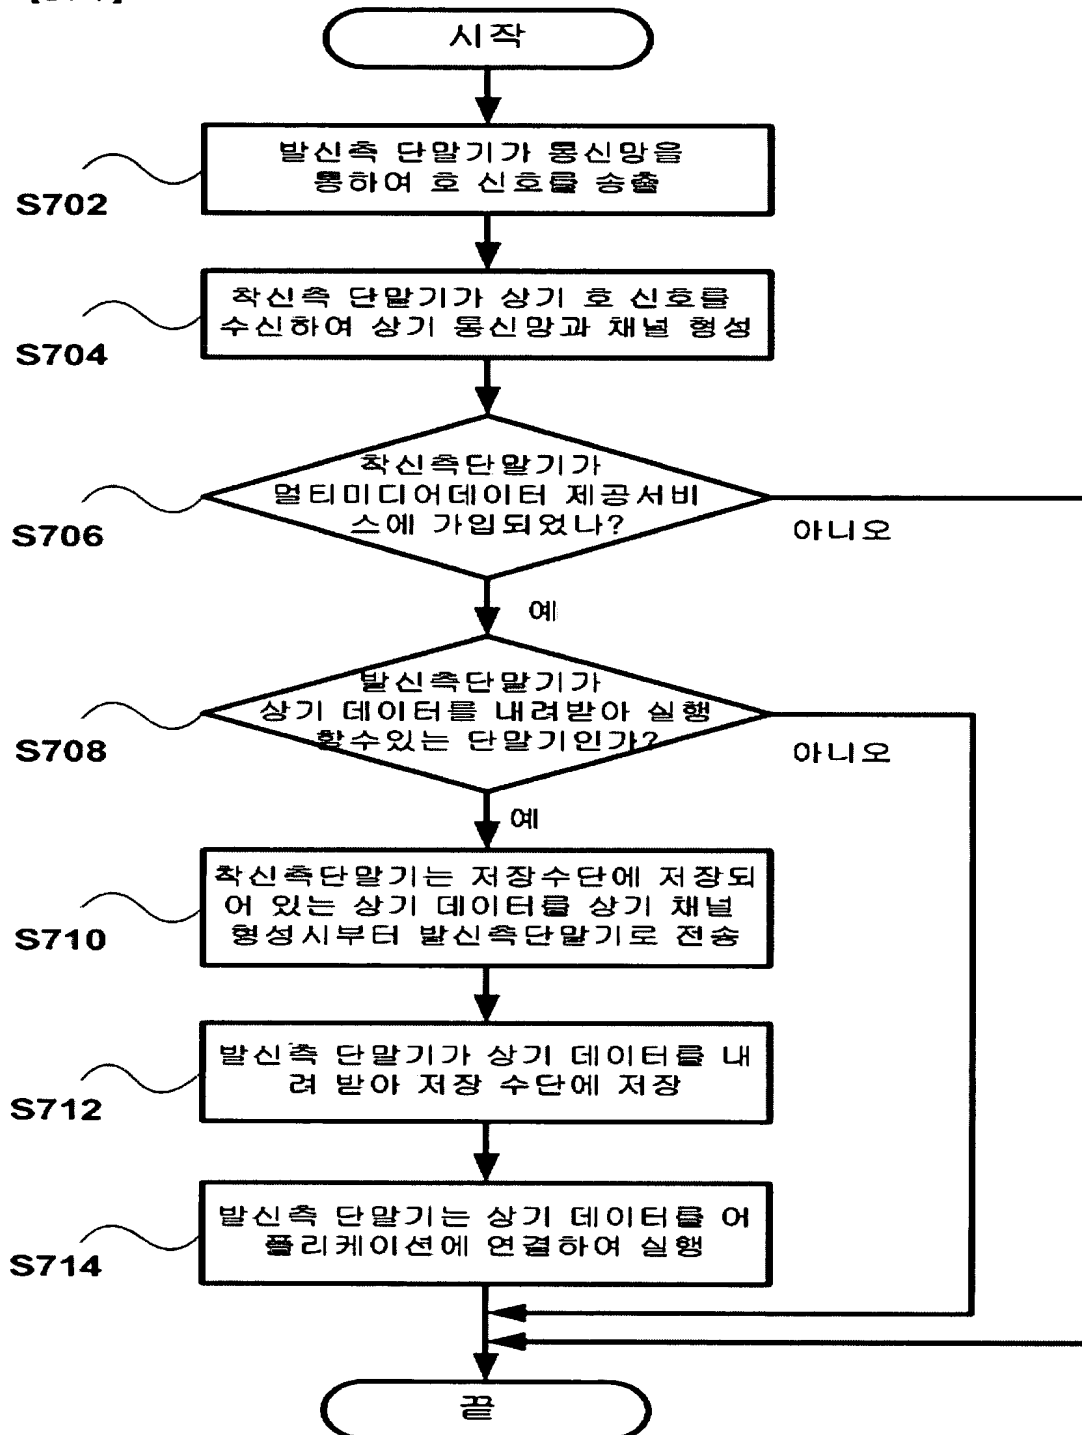 시작
발신측 단말기가 통신망을
통하여 호 신호를 송출
S702
착신측 단말기가 상기 호 신호를
수신하여 상기 통신망과 채널 형성
S704
착신측단말기가
멀티미디어데이터 제공서비
스에 가입되었나?
S706
아니오
예
발신측단말기가
상기 데이터를 내려받아 실행
할수있는 단말기인가?
S708
아니오
예
착신측단말기는 저장수단에 저장되
어 있는 상기 데이터를 상기 채널
형성시부터 발신측단말기로 전송
S710
발신측 단말기가 상기 데이터를 내
려 받아 저장 수단에 저장
S712
발신측 단말기는 상기 데이터를 어
플리케이션에 연결하여 실행
S714
끝